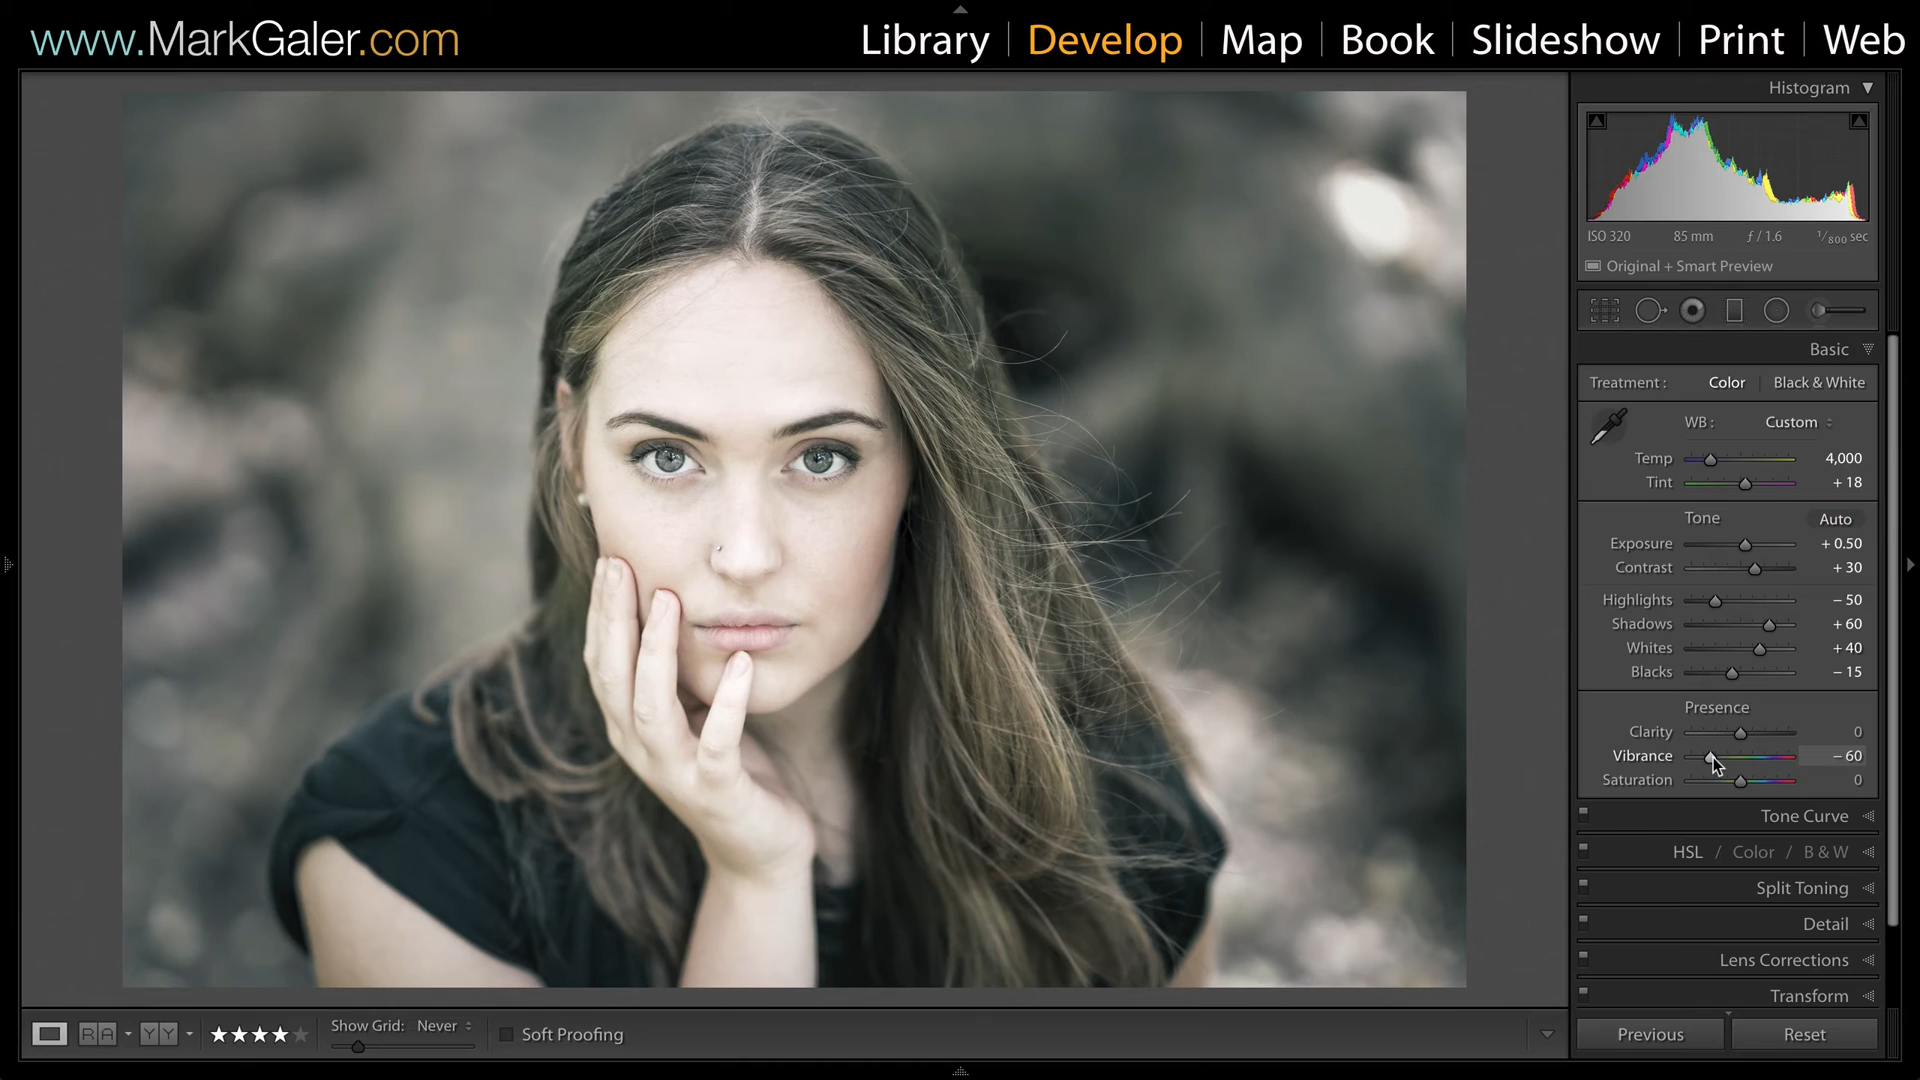 www.MarkGaler.com
Library | Develop | Map | Book | Slideshow | Print | Web
Histogram
ISO 320 85 mm ƒ / 1.6 1/800 sec
Original + Smart Preview
Basic
Treatment : Color | Black & White
WB : Custom
Temp 4,000
Tint + 18
Tone Auto
Exposure + 0.50
Contrast + 30
Highlights − 50
Shadows + 60
Whites + 40
Blacks − 15
Presence
Clarity 0
Vibrance − 60
Saturation 0
Tone Curve
HSL / Color / B & W
Split Toning
Detail
Lens Corrections
Transform
R A Y Y Show Grid: Never Soft Proofing
Previous Reset